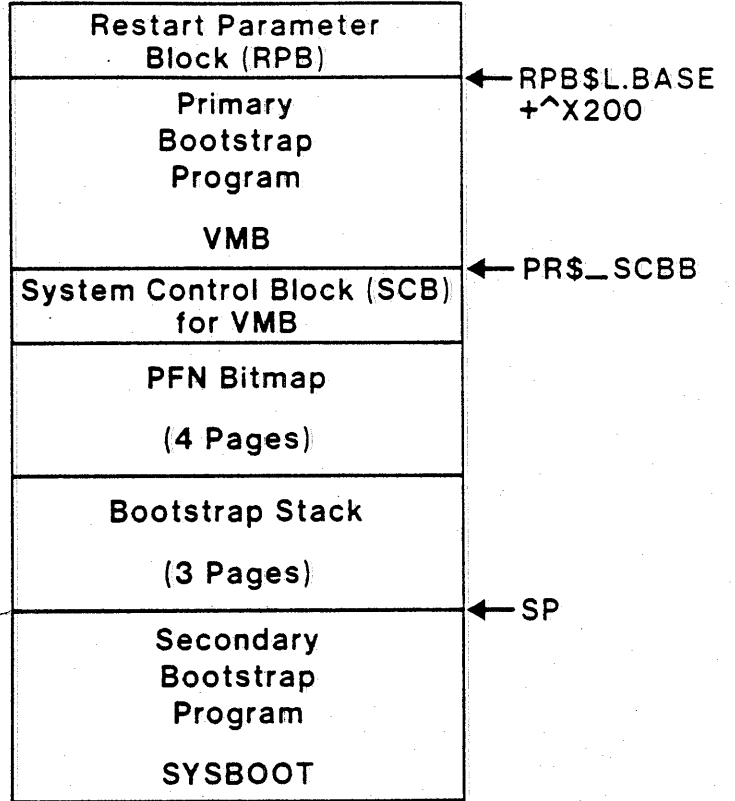 Restart Parameter
Block (RPB)
RPB$L.BASE
+^X200
Primary
Bootstrap
Program
VMB
PR$_SCBB
System Control Block (SCB)
for VMB
PFN Bitmap
(4 Pages)
Bootstrap Stack
(3 Pages)
SP
Secondary
Bootstrap
Program
SYSBOOT